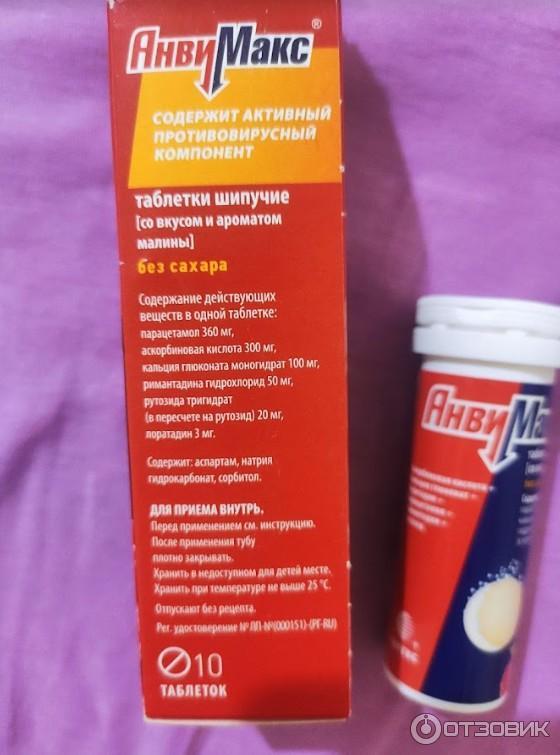 АнвиМакс®
СОДЕРЖИТ АКТИВНЫЙ
ПРОТИВОВИРУСНЫЙ
КОМПОНЕНТ
таблетки шипучие
[со вкусом и ароматом
малины]
без сахара
Содержание действующих
веществ в одной таблетке:
парацетамол 360 мг,
аскорбиновая кислота 300 мг,
кальция глюконата моногидрат 100 мг,
римантадина гидрохлорид 50 мг,
рутозида тригидрат
(в пересчете на рутозид) 20 мг,
лоратадин 3 мг.
Содержит: аспартам, натрия
гидрокарбонат, сорбитол.
ДЛЯ ПРИЕМА ВНУТРЬ.
Перед применением см. инструкцию.
После применения тубу
плотно закрывать.
Хранить в недоступном для детей месте.
Хранить при температуре не выше 25 °С.
Отпускают без рецепта.
Рег. удостоверение № ЛП-№(000151)-(РГ-RU)
10
ТАБЛЕТОК
АнвиМак
ОТЗОВИК